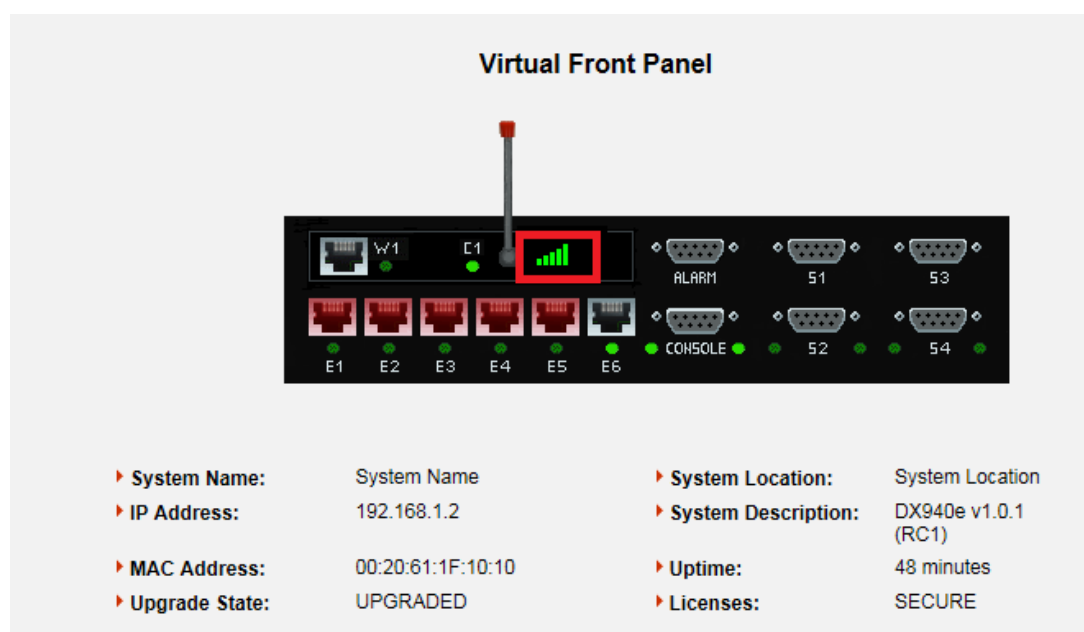 Virtual Front Panel
W1 C1 ALARM S1 S3
E1 E2 E3 E4 E5 E6 CONSOLE S2 S4
System Name: System Name System Location: System Location
IP Address: 192.168.1.2 System Description: DX940e v1.0.1
(RC1)
MAC Address: 00:20:61:1F:10:10 Uptime: 48 minutes
Upgrade State: UPGRADED Licenses: SECURE